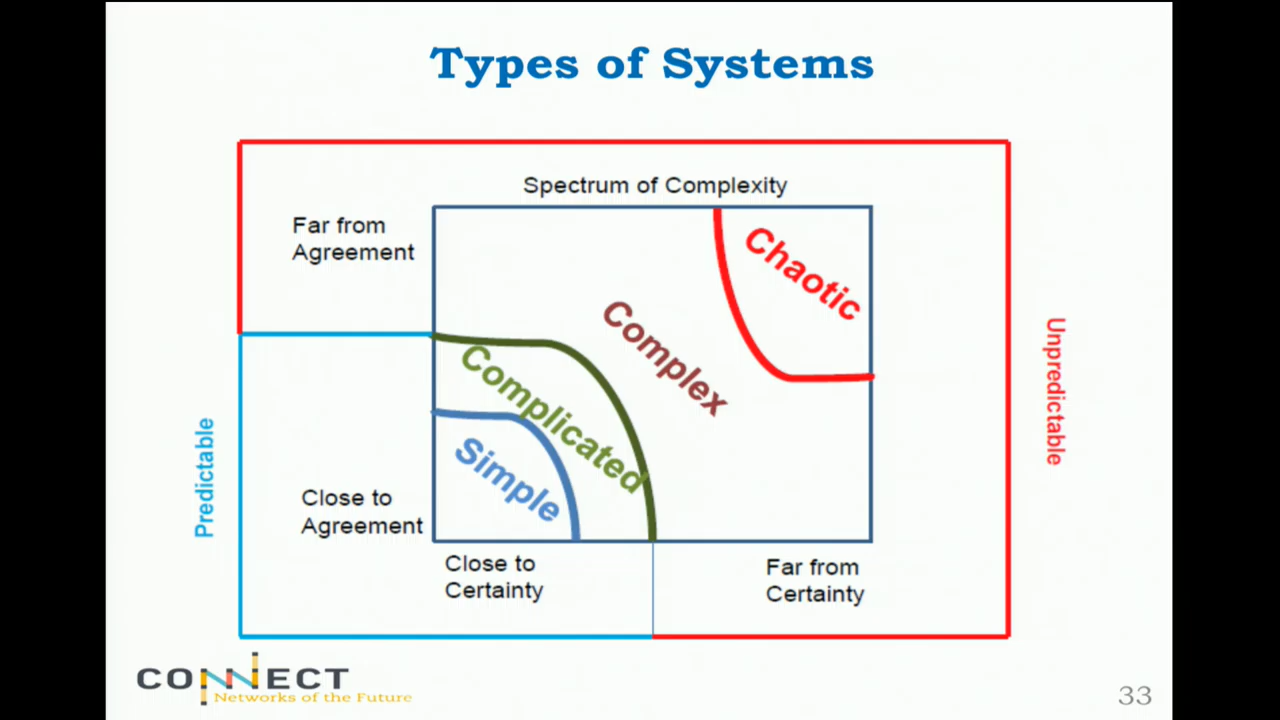 Types of Systems
Spectrum of Complexity
Far from
Agreement
Chaotic
Complex
Complicated
Simple
Predictable
Unpredictable
Close to
Agreement
Close to
Certainty
Far from
Certainty
CONNECT
Networks of the Future
33